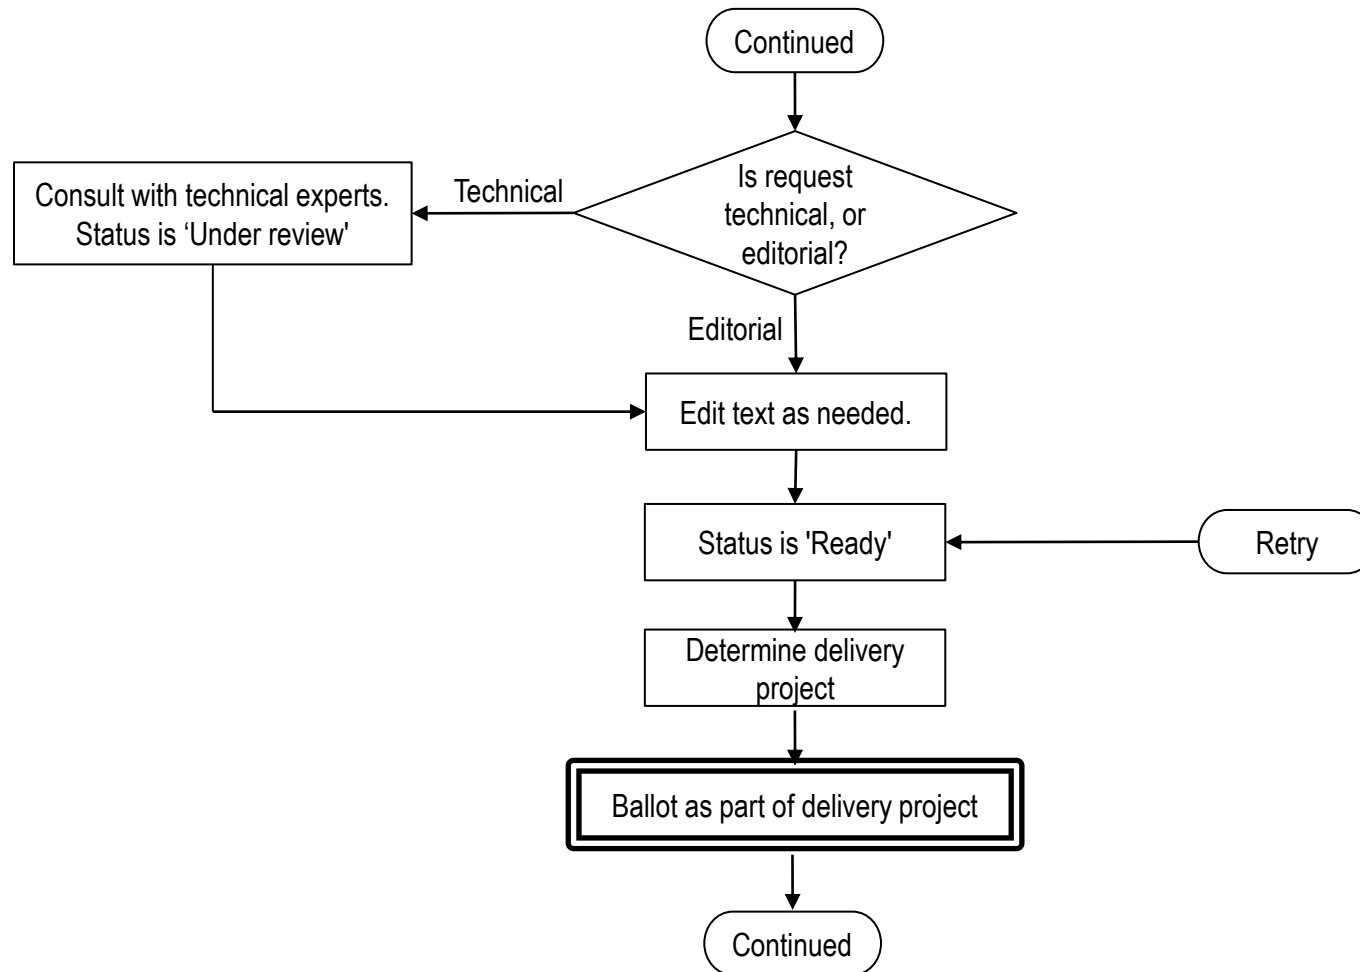 Continued
Is request
technical, or
editorial?
Technical
Consult with technical experts.
Status is ‘Under review'
Editorial
Edit text as needed.
Status is 'Ready'
Retry
Determine delivery
project
Ballot as part of delivery project
Continued